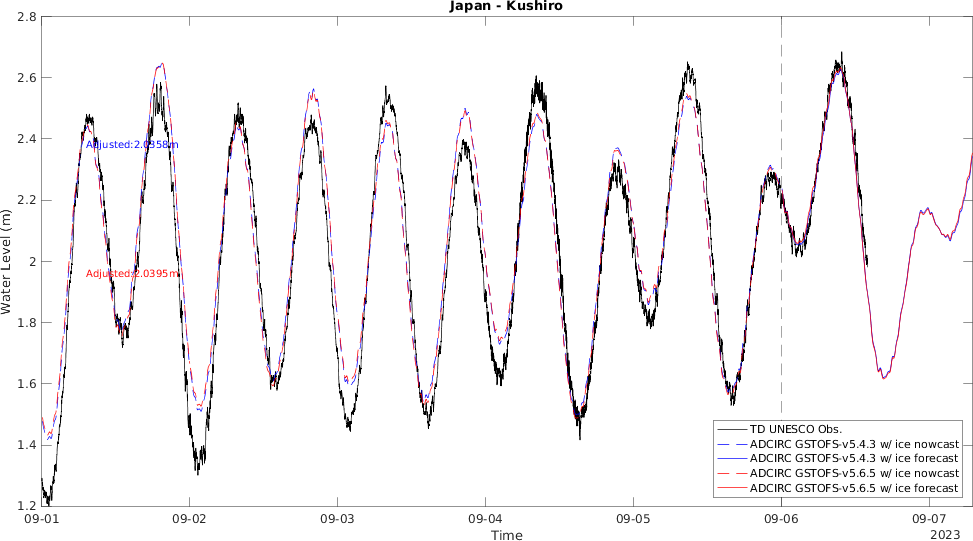 Japan - Kushiro
2.8
2.6
2.4
2.2
2
1.8
1.6
1.4
1.2
Water Level (m)
Adjusted:2.0358m
Adjusted:2.0395m
TD UNESCO Obs.
ADCIRC GSTOFS-v5.4.3 w/ ice nowcast
ADCIRC GSTOFS-v5.4.3 w/ ice forecast
ADCIRC GSTOFS-v5.6.5 w/ ice nowcast
ADCIRC GSTOFS-v5.6.5 w/ ice forecast
09-01 09-02 09-03 09-04 09-05 09-06 09-07
Time
2023